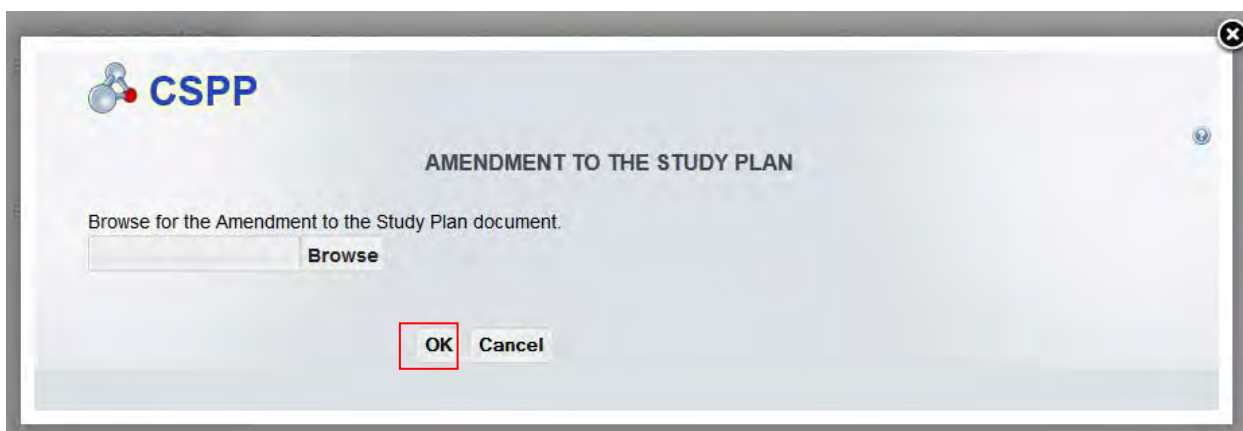 CSPP
AMENDMENT TO THE STUDY PLAN
Browse for the Amendment to the Study Plan document.
Browse
OK Cancel